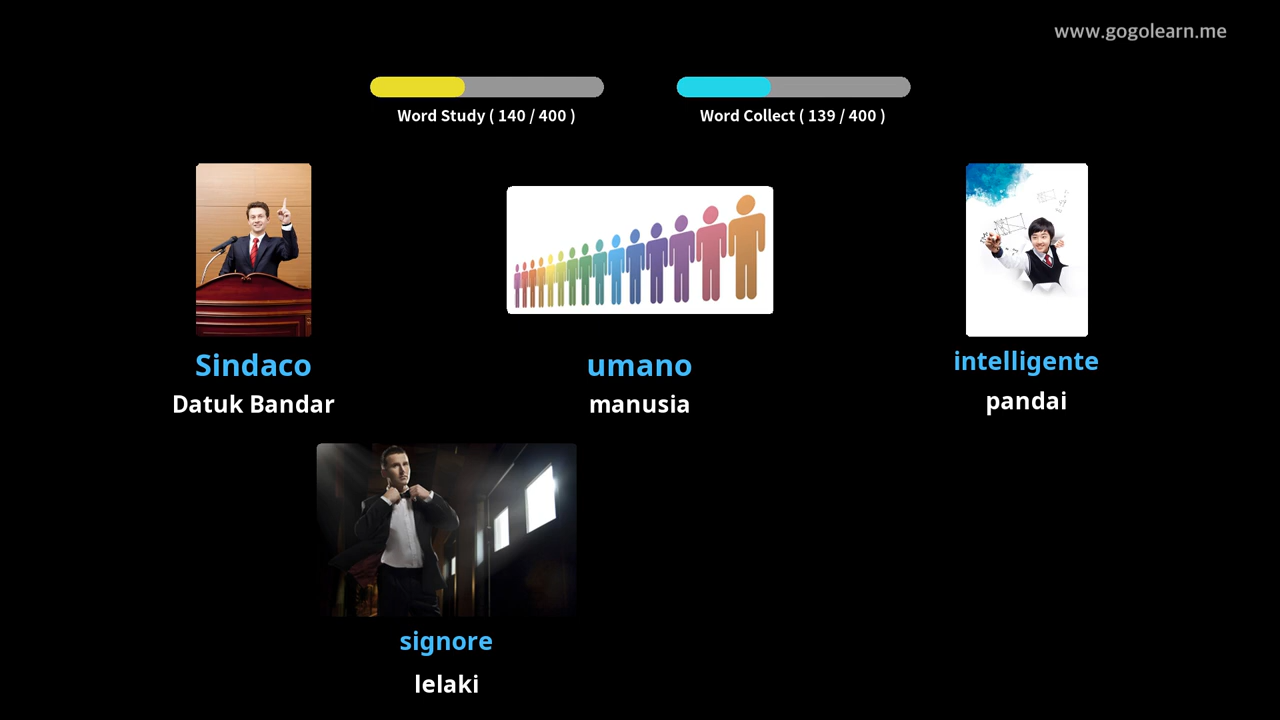 www.gogolearn.me
Word Study ( 140 / 400 )
Word Collect ( 139 / 400 )
Sindaco
Datuk Bandar
umano
manusia
intelligente
pandai
signore
lelaki